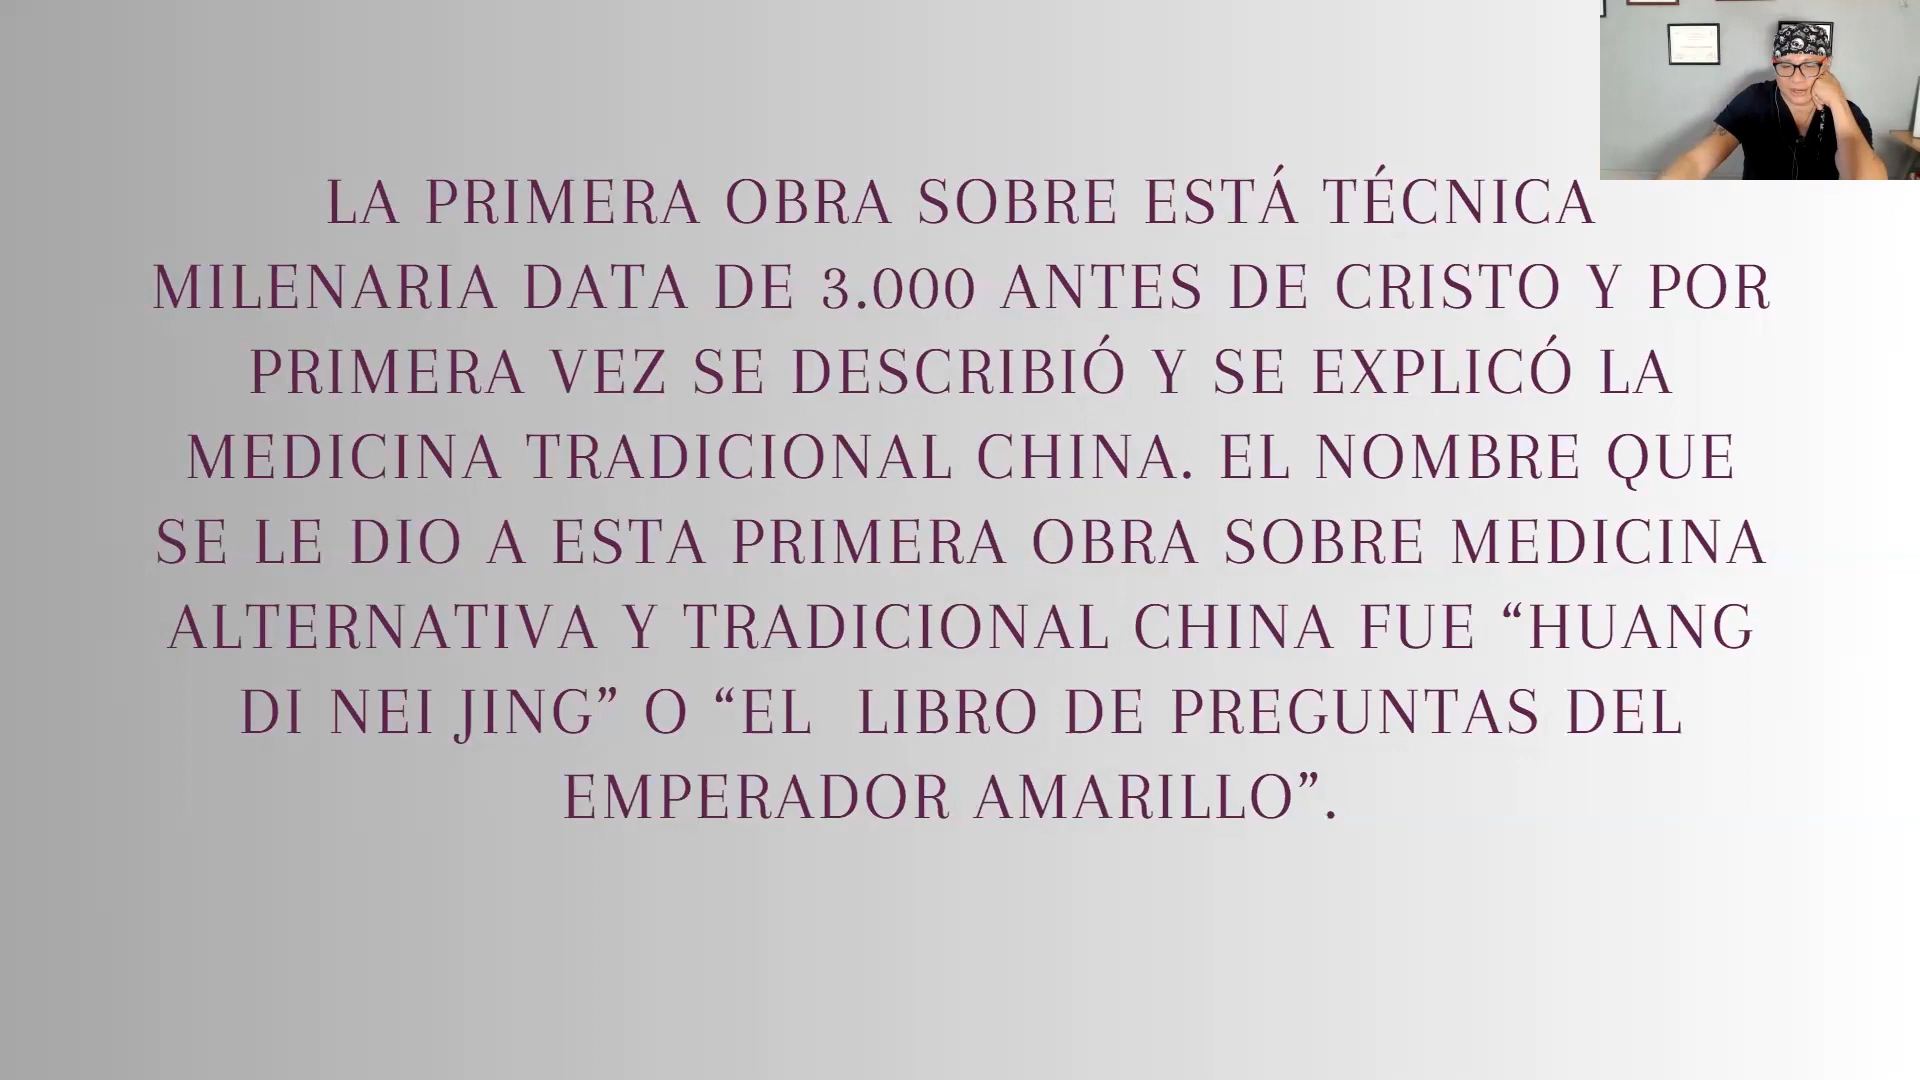 LA PRIMERA OBRA SOBRE ESTÁ TÉCNICA
MILENARIA DATA DE 3.000 ANTES DE CRISTO Y POR
PRIMERA VEZ SE DESCRIBIÓ Y SE EXPLICÓ LA
MEDICINA TRADICIONAL CHINA. EL NOMBRE QUE
SE LE DIO A ESTA PRIMERA OBRA SOBRE MEDICINA
ALTERNATIVA Y TRADICIONAL CHINA FUE “HUANG
DI NEI JING” O “EL LIBRO DE PREGUNTAS DEL
EMPERADOR AMARILLO”.